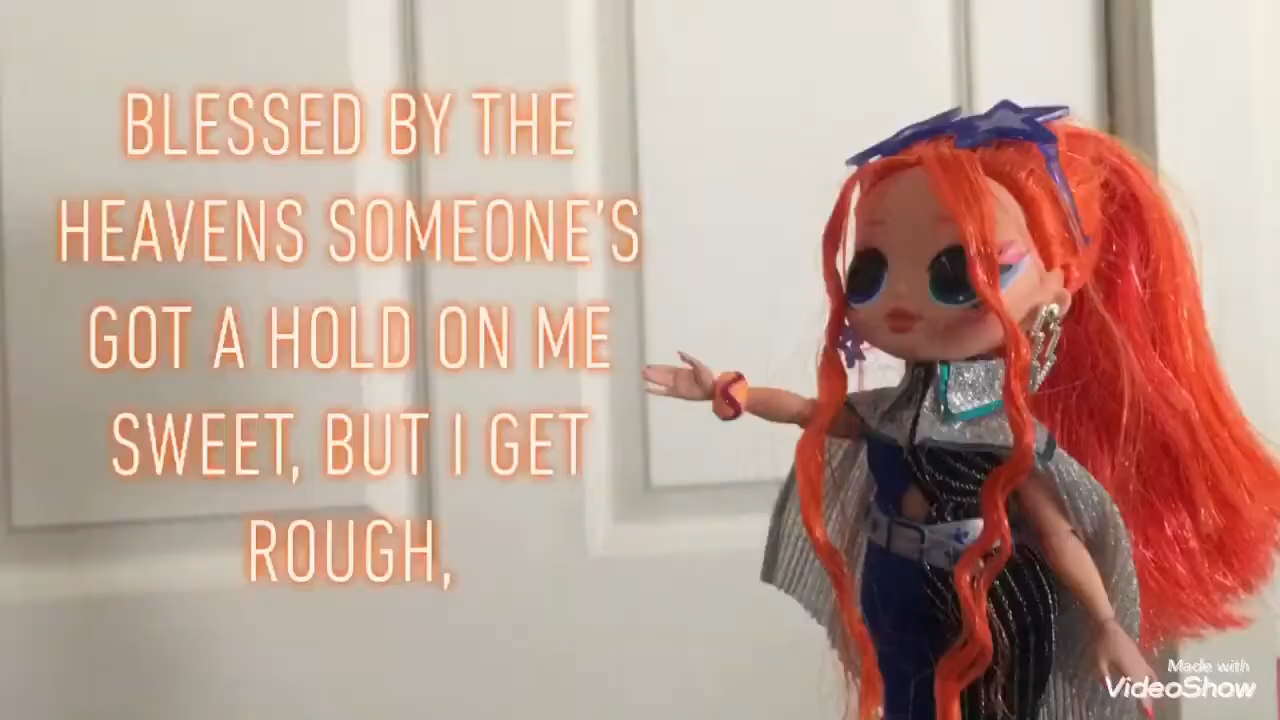 BLESSED BY THE
HEAVENS SOMEONE'S
GOT A HOLD ON ME
SWEET, BUT I GET
ROUGH,
Made with
VideoShow